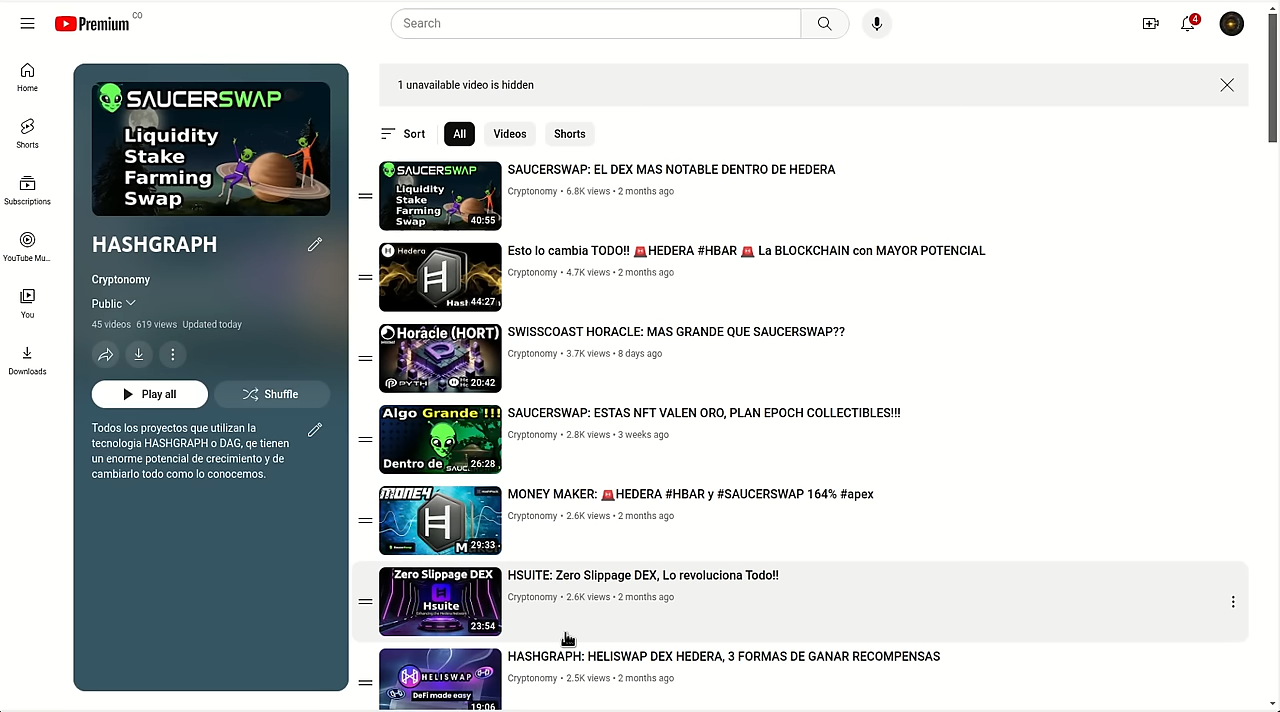 Premium CO
Search
4
Home
Shorts
Subscriptions
YouTube Mu...
You
Downloads
SAUCERSWAP
Liquidity
Stake
Farming
Swap
HASHGRAPH
Cryptonomy
Public
45 videos 619 views Updated today
Play all
Shuffle
Todos los proyectos que utilizan la
tecnologia HASHGRAPH o DAG, qe tienen
un enorme potencial de crecimiento y de
cambiarlo todo como lo conocemos.
1 unavailable video is hidden
Sort
All
Videos
Shorts
SAUCERSWAP
Liquidity
Stake
Farming
Swap
40:55
SAUCERSWAP: EL DEX MAS NOTABLE DENTRO DE HEDERA
Cryptonomy • 6.8K views • 2 months ago
Hedera
Hash
44:27
Esto lo cambia TODO!! 🚨HEDERA #HBAR 🚨 La BLOCKCHAIN con MAYOR POTENCIAL
Cryptonomy • 4.7K views • 2 months ago
Horacle (HORT)
PYTH
20:42
SWISSCOAST HORACLE: MAS GRANDE QUE SAUCERSWAP??
Cryptonomy • 3.7K views • 8 days ago
Algo Grande !!!
Dentro de
SAUC
26:28
SAUCERSWAP: ESTAS NFT VALEN ORO, PLAN EPOCH COLLECTIBLES!!!
Cryptonomy • 2.8K views • 3 weeks ago
MONEY
M
29:33
MONEY MAKER: 🚨HEDERA #HBAR y #SAUCERSWAP 164% #apex
Cryptonomy • 2.6K views • 2 months ago
Zero Slippage DEX
Hsuite
23:54
HSUITE: Zero Slippage DEX, Lo revoluciona Todo!!
Cryptonomy • 2.6K views • 2 months ago
HELISWAP
DeFi made easy
19:06
HASHGRAPH: HELISWAP DEX HEDERA, 3 FORMAS DE GANAR RECOMPENSAS
Cryptonomy • 2.5K views • 2 months ago